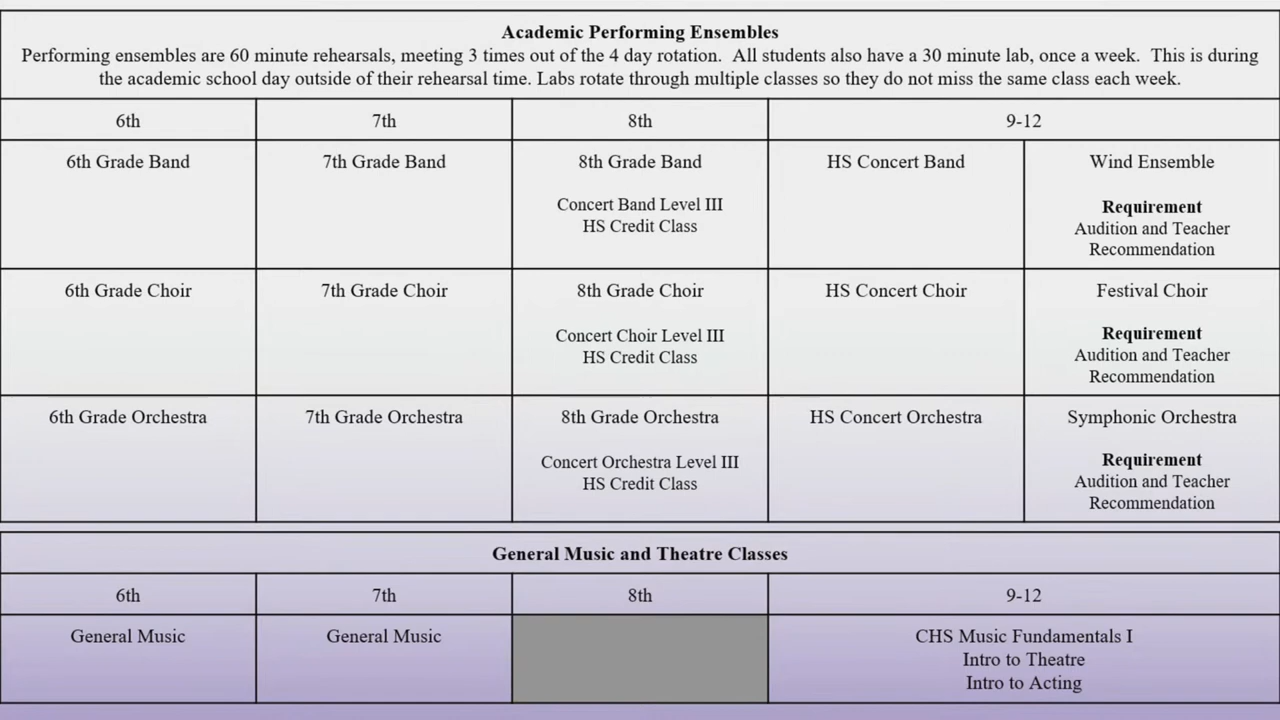 Academic Performing Ensembles
Performing ensembles are 60 minute rehearsals, meeting 3 times out of the 4 day rotation.  All students also have a 30 minute lab, once a week.  This is during
the academic school day outside of their rehearsal time. Labs rotate through multiple classes so they do not miss the same class each week.
6th
7th
8th
9-12
6th Grade Band
7th Grade Band
8th Grade Band
Concert Band Level III
HS Credit Class
HS Concert Band
Wind Ensemble
Requirement
Audition and Teacher
Recommendation
6th Grade Choir
7th Grade Choir
8th Grade Choir
Concert Choir Level III
HS Credit Class
HS Concert Choir
Festival Choir
Requirement
Audition and Teacher
Recommendation
6th Grade Orchestra
7th Grade Orchestra
8th Grade Orchestra
Concert Orchestra Level III
HS Credit Class
HS Concert Orchestra
Symphonic Orchestra
Requirement
Audition and Teacher
Recommendation
General Music and Theatre Classes
6th
7th
8th
9-12
General Music
General Music
CHS Music Fundamentals I
Intro to Theatre
Intro to Acting